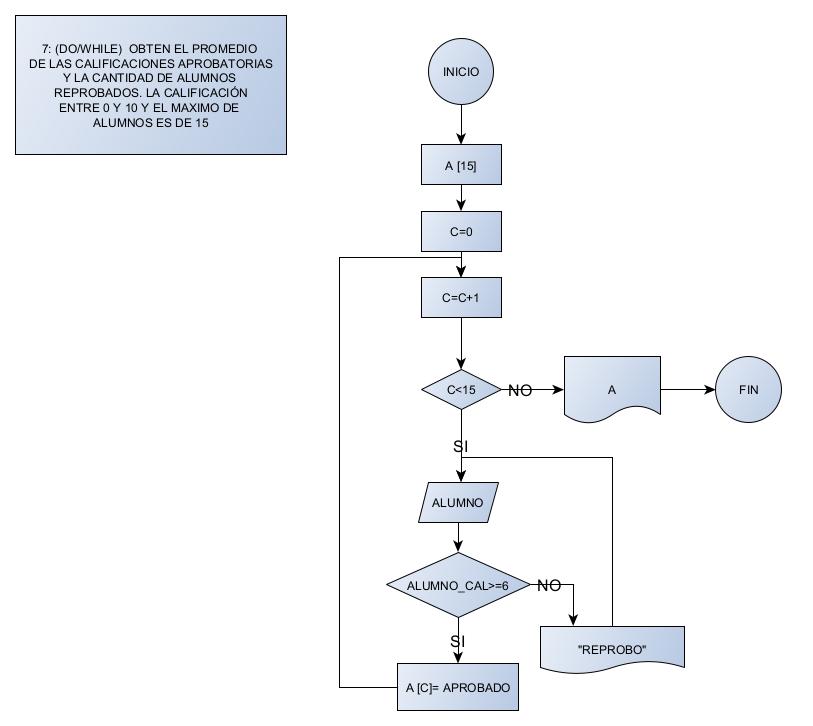 7: (DO/WHILE) OBTEN EL PROMEDIO
DE LAS CALIFICACIONES APROBATORIAS
Y LA CANTIDAD DE ALUMNOS
REPROBADOS. LA CALIFICACIÓN
ENTRE 0 Y 10 Y EL MAXIMO DE
ALUMNOS ES DE 15
INICIO
A [15]
C=0
C=C+1
C<15
NO
A
FIN
SI
ALUMNO
ALUMNO_CAL>=6
NO
"REPROBO"
SI
A [C]= APROBADO